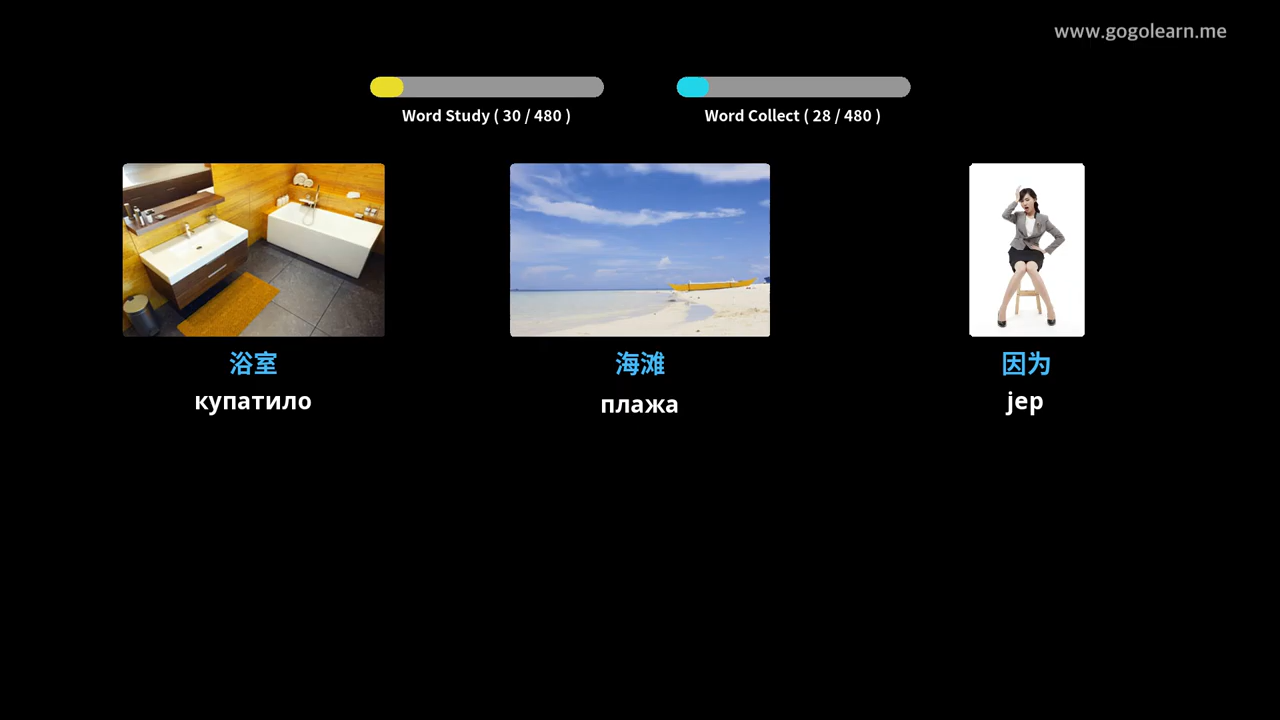 www.gogolearn.me
Word Study ( 30 / 480 )
Word Collect ( 28 / 480 )
浴室
купатило
海滩
плажа
因为
јер